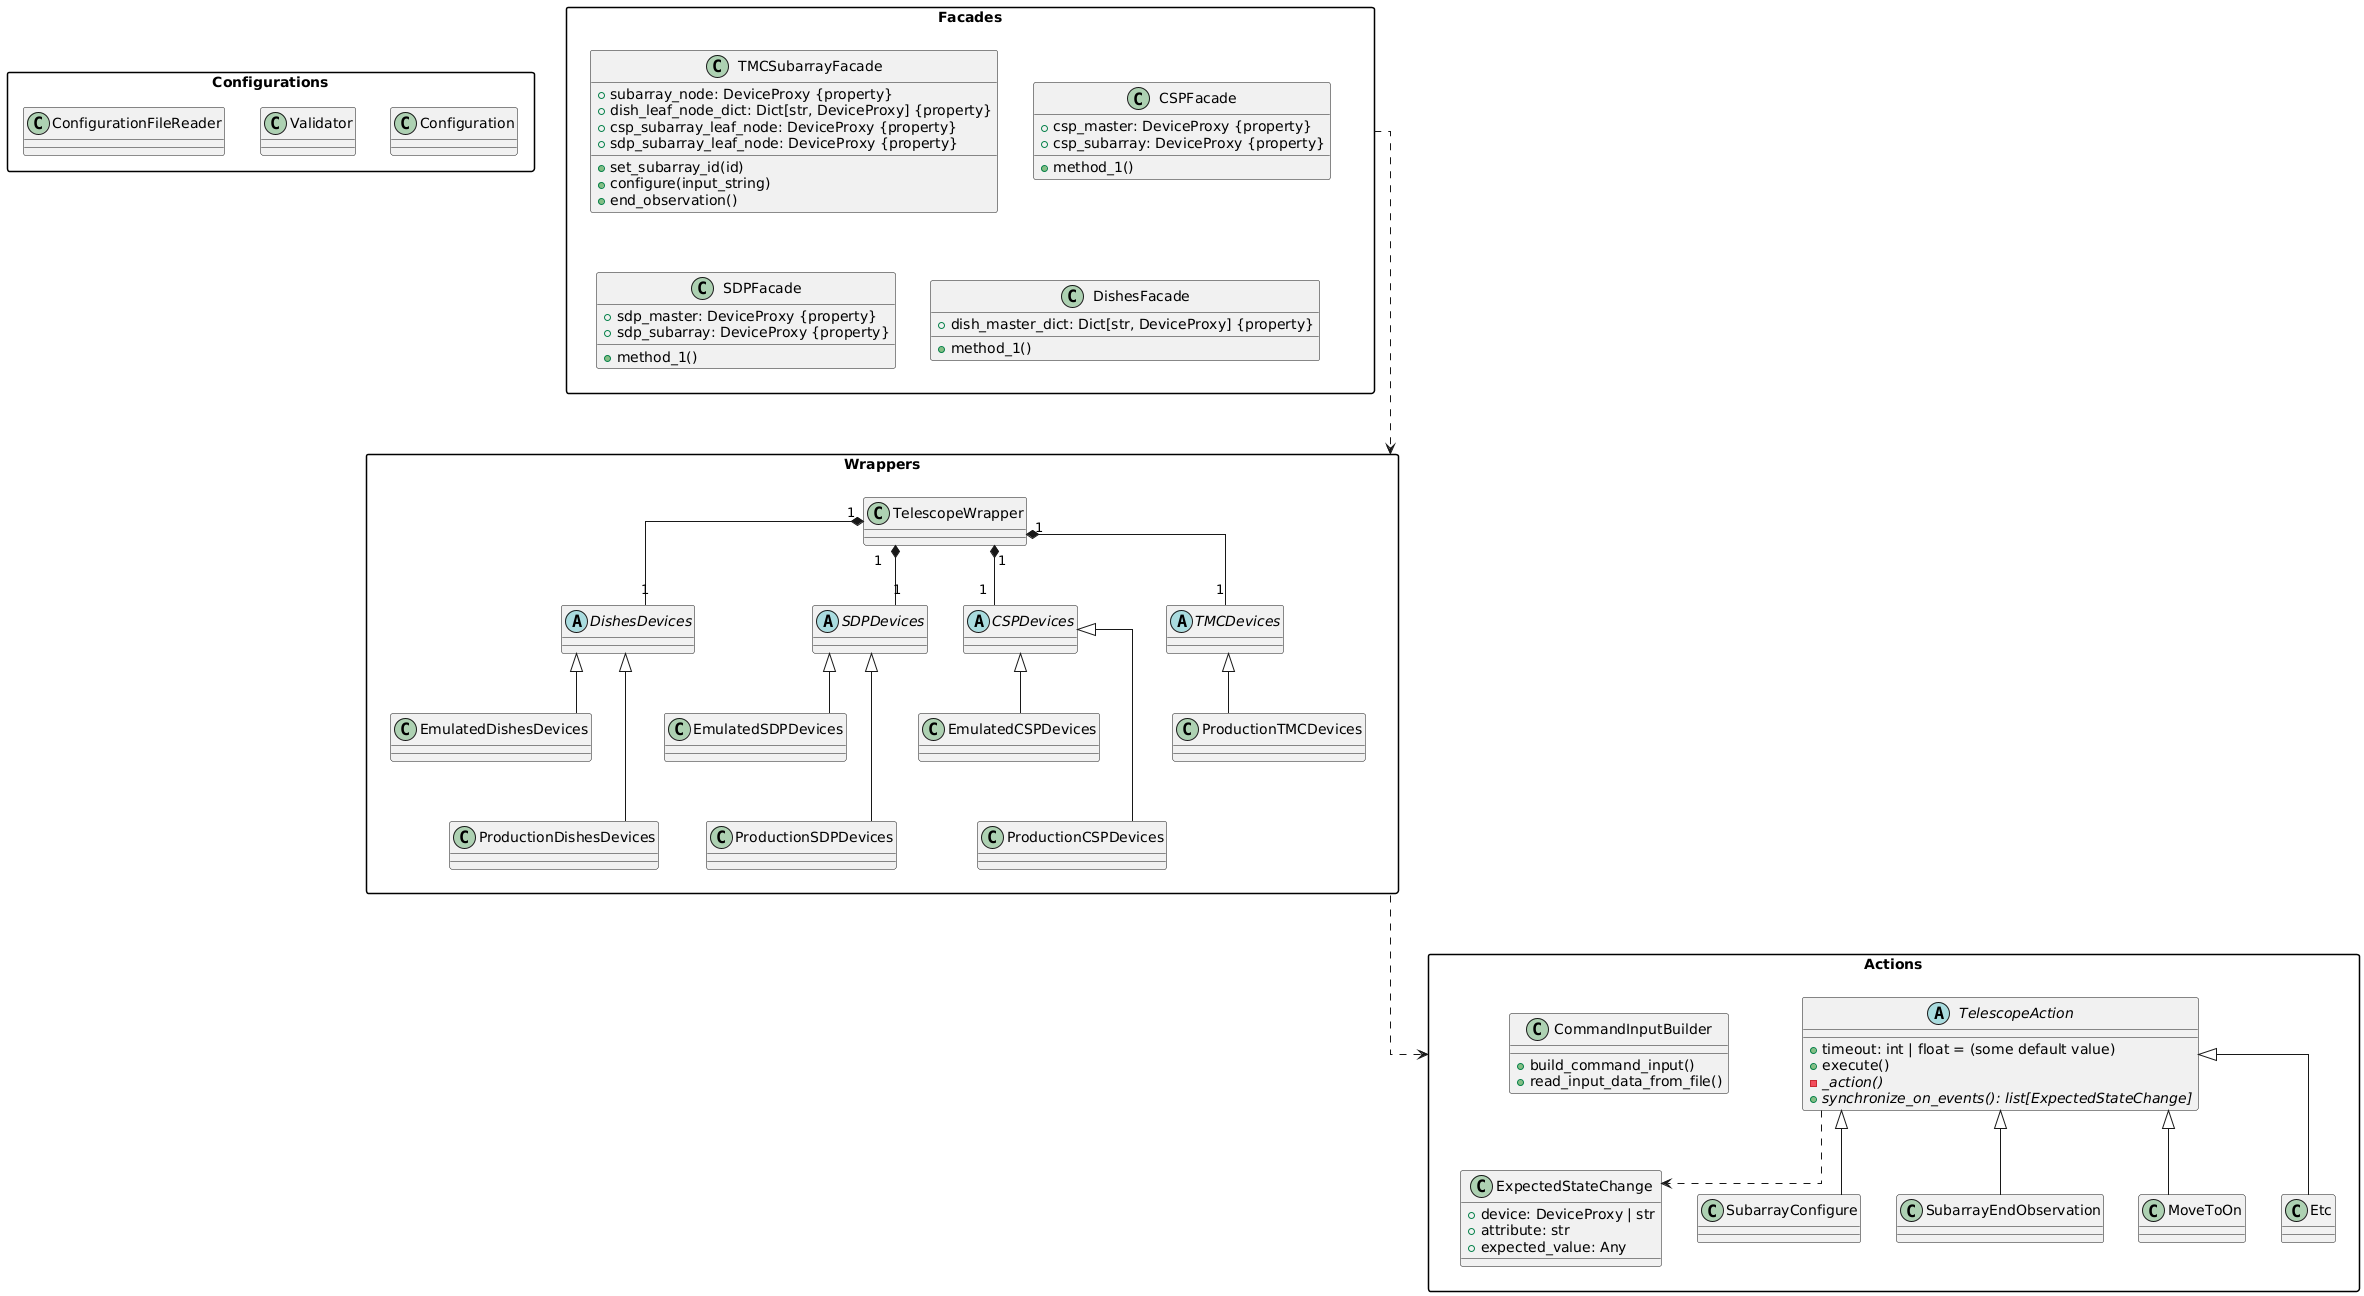 Configurations
C ConfigurationFileReader
C Validator
C Configuration
Facades
C TMCSubarrayFacade
subarray_node: DeviceProxy {property}
dish_leaf_node_dict: Dict[str, DeviceProxy] {property}
csp_subarray_leaf_node: DeviceProxy {property}
sdp_subarray_leaf_node: DeviceProxy {property}
set_subarray_id(id)
configure(input_string)
end_observation()
C CSPFacade
csp_master: DeviceProxy {property}
csp_subarray: DeviceProxy {property}
method_1()
C SDPFacade
sdp_master: DeviceProxy {property}
sdp_subarray: DeviceProxy {property}
method_1()
C DishesFacade
dish_master_dict: Dict[str, DeviceProxy] {property}
method_1()
Wrappers
C TelescopeWrapper
1
1
1
1
1
1
1
1
A DishesDevices
A SDPDevices
A CSPDevices
A TMCDevices
C EmulatedDishesDevices
C EmulatedSDPDevices
C EmulatedCSPDevices
C ProductionTMCDevices
C ProductionDishesDevices
C ProductionSDPDevices
C ProductionCSPDevices
Actions
C CommandInputBuilder
build_command_input()
read_input_data_from_file()
A TelescopeAction
timeout: int | float = (some default value)
execute()
_action()
synchronize_on_events(): list[ExpectedStateChange]
C ExpectedStateChange
device: DeviceProxy | str
attribute: str
expected_value: Any
C SubarrayConfigure
C SubarrayEndObservation
C MoveToOn
C Etc